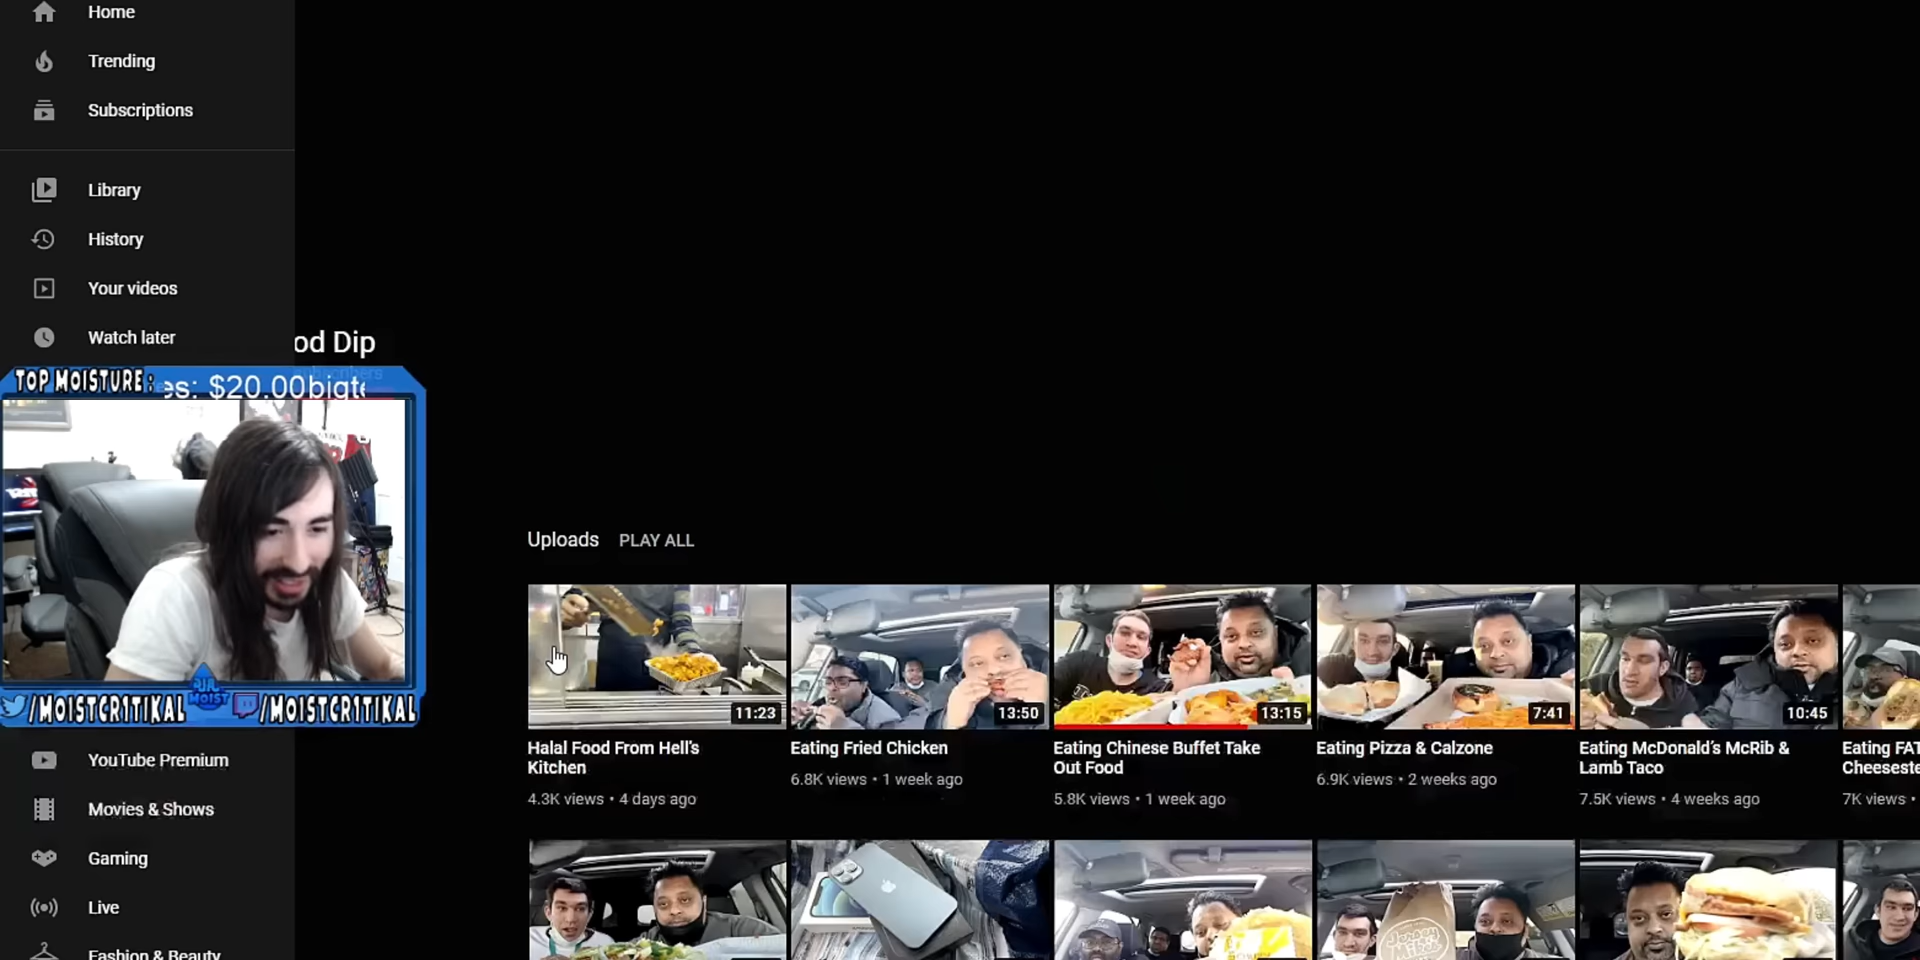 Home
Trending
Subscriptions
Library
History
Your videos
Watch later
od Dip
TOP MOISTURE:
es: $20.00bigt
/MOISTCR1TIKAL
MOIST
/MOISTCR1TIKAL
YouTube Premium
Movies & Shows
Gaming
Live
Fashion & Beauty
Uploads PLAY ALL
11:23
Halal Food From Hell's
Kitchen
4.3K views • 4 days ago
13:50
Eating Fried Chicken
6.8K views • 1 week ago
13:15
Eating Chinese Buffet Take
Out Food
5.8K views • 1 week ago
7:41
Eating Pizza & Calzone
6.9K views • 2 weeks ago
10:45
Eating McDonald's McRib &
Lamb Taco
7.5K views • 4 weeks ago
Eating FAT
Cheeseste
7K views •